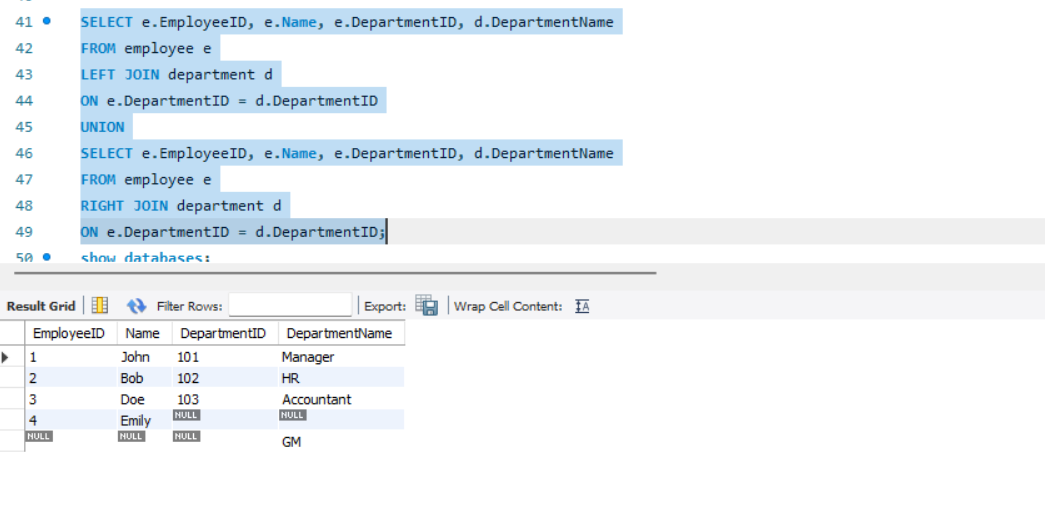 41 SELECT e.EmployeeID, e.Name, e.DepartmentID, d.DepartmentName
42 FROM employee e
43 LEFT JOIN department d
44 ON e.DepartmentID = d.DepartmentID
45 UNION
46 SELECT e.EmployeeID, e.Name, e.DepartmentID, d.DepartmentName
47 FROM employee e
48 RIGHT JOIN department d
49 ON e.DepartmentID = d.DepartmentID;
50 show databases;
Result Grid Filter Rows: Export: Wrap Cell Content: IA
EmployeeID Name DepartmentID DepartmentName
1 John 101 Manager
2 Bob 102 HR
3 Doe 103 Accountant
4 Emily NULL NULL
NULL NULL NULL GM